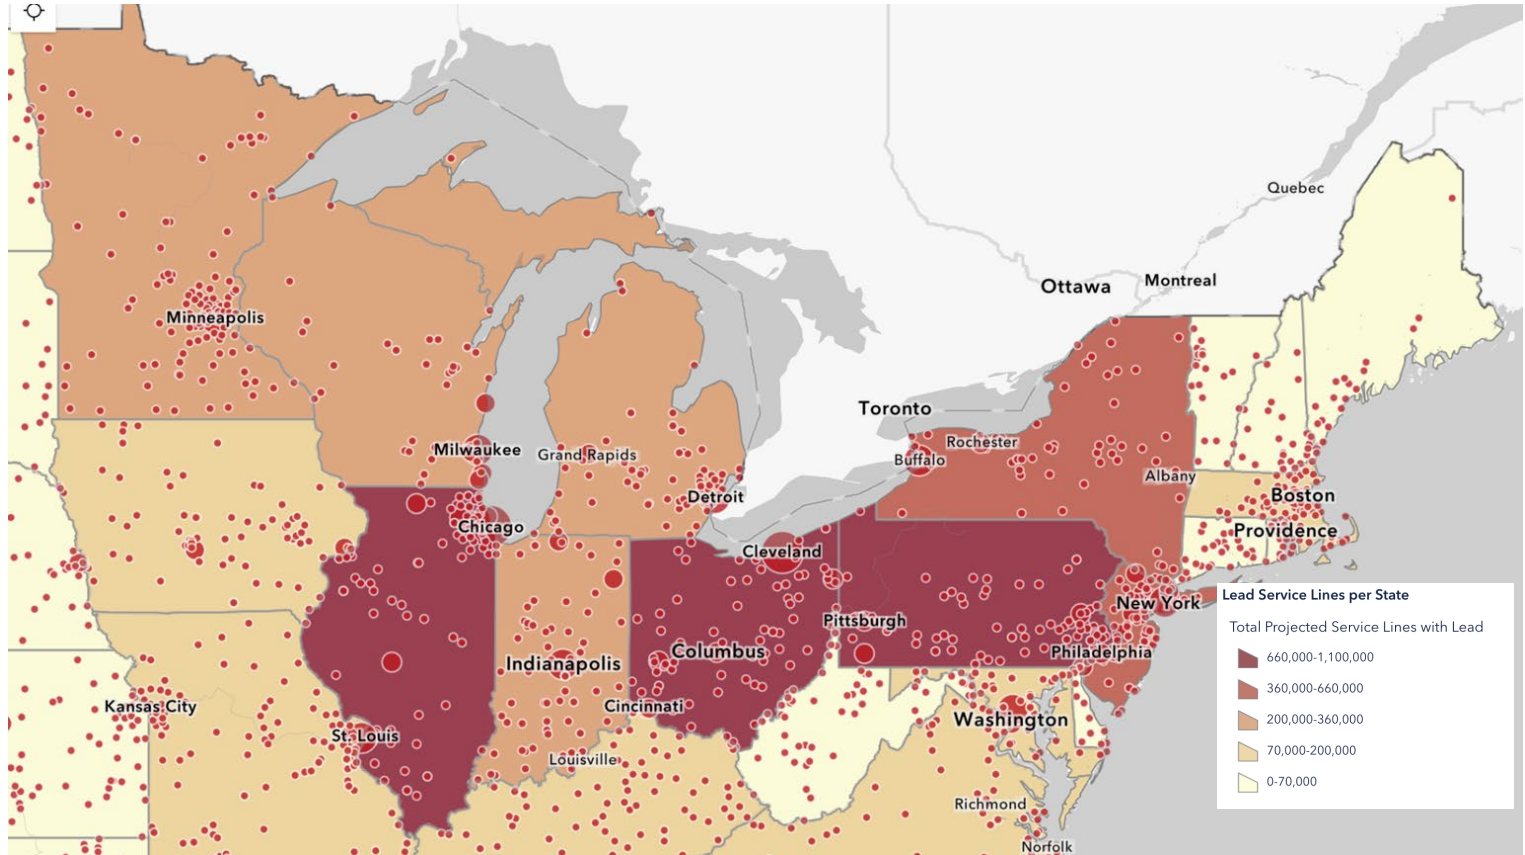 Quebec
Montreal
Ottawa
Minneapolis
Toronto
Rochester
Milwaukee
Grand Rapids
Buffalo
Albany
Detroit
Boston
Chicago
Providence
Cleveland
New York
Pittsburgh
Columbus
Philadelphia
Indianapolis
Kansas City
Cincinnati
Washington
St. Louis
Louisville
Richmond
Norfolk
Lead Service Lines per State
Total Projected Service Lines with Lead
660,000-1,100,000
360,000-660,000
200,000-360,000
70,000-200,000
0-70,000